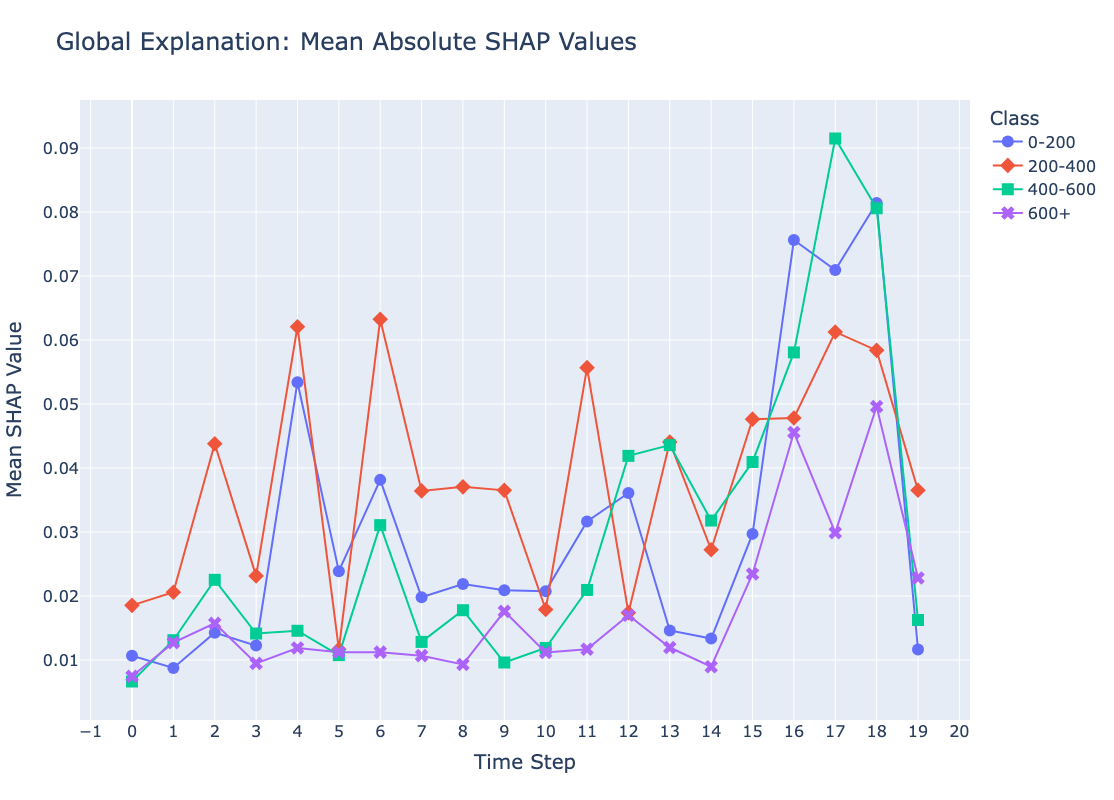 Global Explanation: Mean Absolute SHAP Values
Class
0-200
200-400
400-600
600+
Mean SHAP Value
0.09
0.08
0.07
0.06
0.05
0.04
0.03
0.02
0.01
−1 0 1 2 3 4 5 6 7 8 9 10 11 12 13 14 15 16 17 18 19 20
Time Step